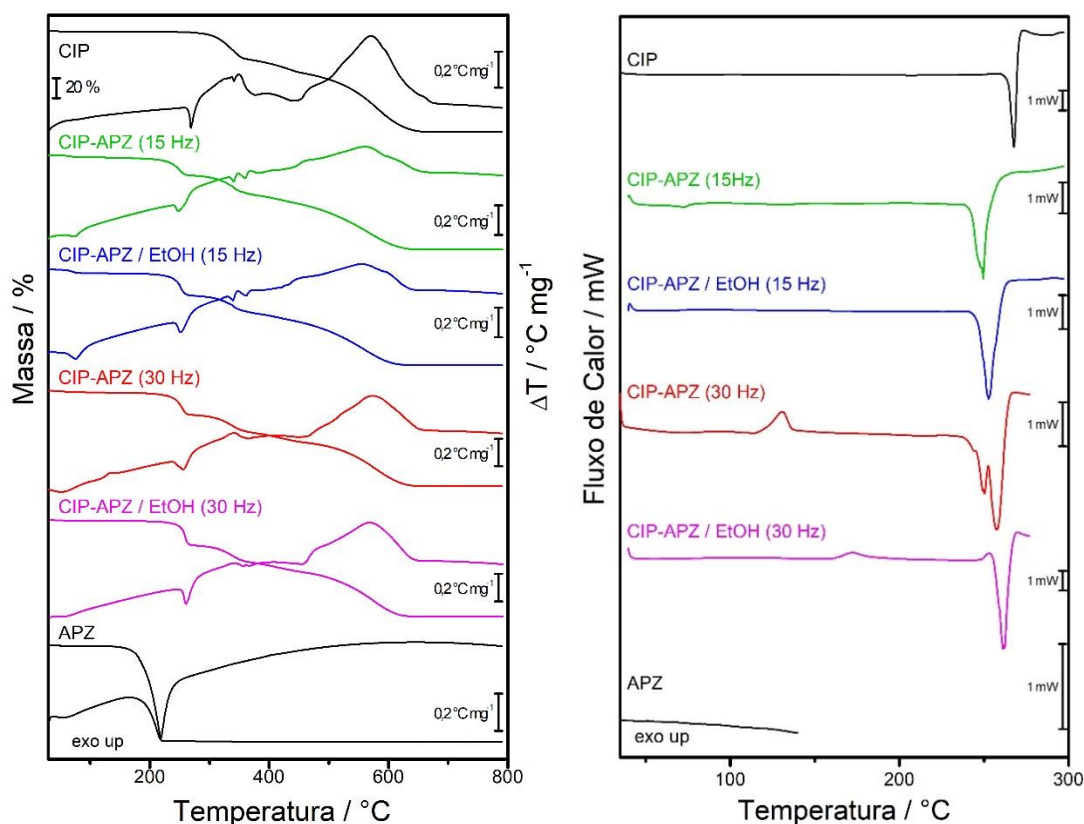 Massa / %
CIP
20 %
0,2°Cmg-1
CIP-APZ (15 Hz)
0,2°Cmg-1
CIP-APZ / EtOH (15 Hz)
0,2°Cmg-1
CIP-APZ (30 Hz)
0,2°Cmg-1
CIP-APZ / EtOH (30 Hz)
0,2°Cmg-1
APZ
0,2°Cmg-1
exo up
200 400 600 800
Temperatura / °C
ΔT / °C mg-1
Fluxo de Calor / mW
CIP
1 mW
CIP-APZ (15Hz)
1 mW
CIP-APZ / EtOH (15 Hz)
1 mW
CIP-APZ (30 Hz)
1 mW
CIP-APZ / EtOH (30 Hz)
1 mW
APZ
1 mW
exo up
100 200 300
Temperatura / °C